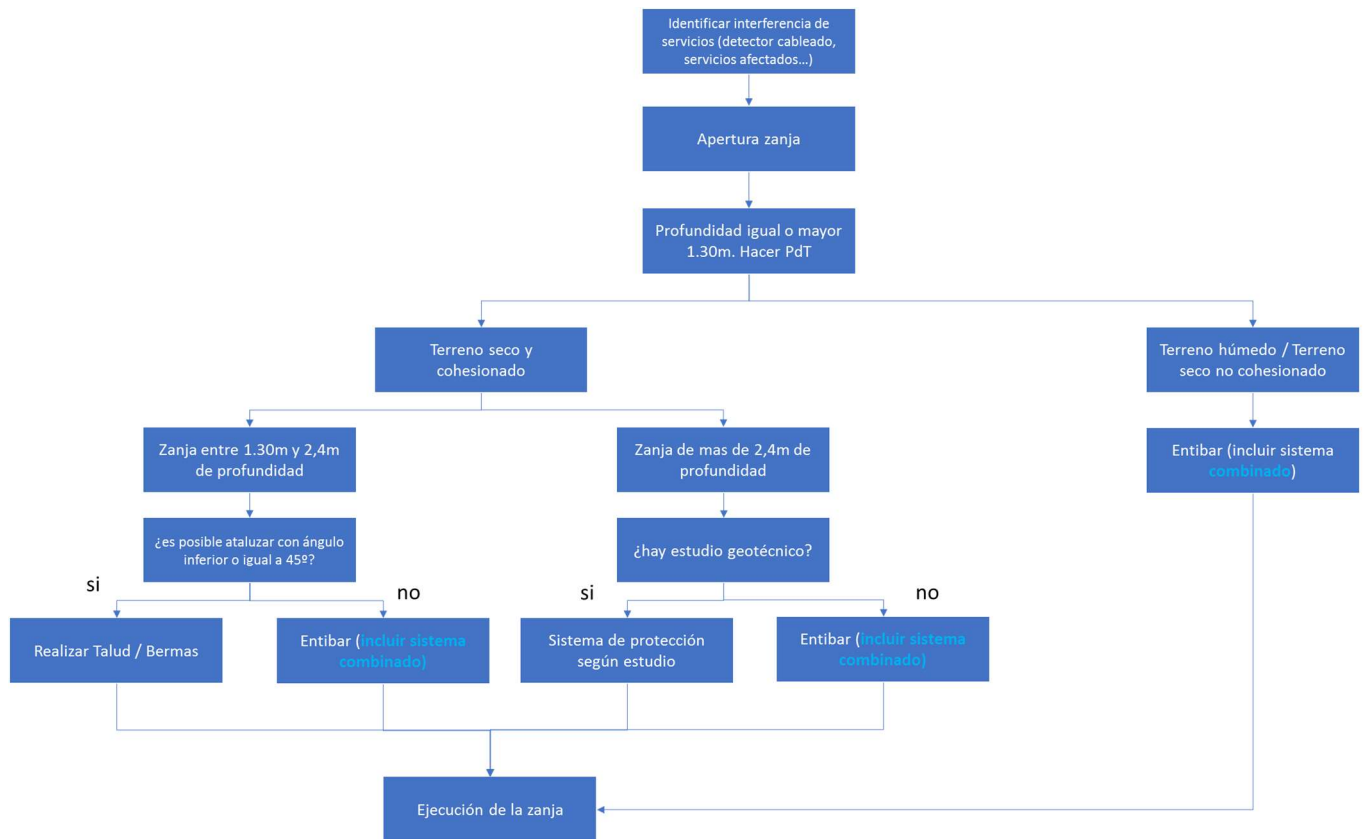 Identificar interferencia de
servicios (detector cableado,
servicios afectados…)
Apertura zanja
Profundidad igual o mayor
1.30m. Hacer PdT
Terreno seco y
cohesionado
Terreno húmedo / Terreno
seco no cohesionado
Zanja entre 1.30m y 2,4m
de profundidad
Zanja de mas de 2,4m de
profundidad
Entibar (incluir sistema
combinado)
¿es posible ataluzar con ángulo
inferior o igual a 45º?
¿hay estudio geotécnico?
si
no
si
no
Realizar Talud / Bermas
Entibar (incluir sistema
combinado)
Sistema de protección
según estudio
Entibar (incluir sistema
combinado)
Ejecución de la zanja